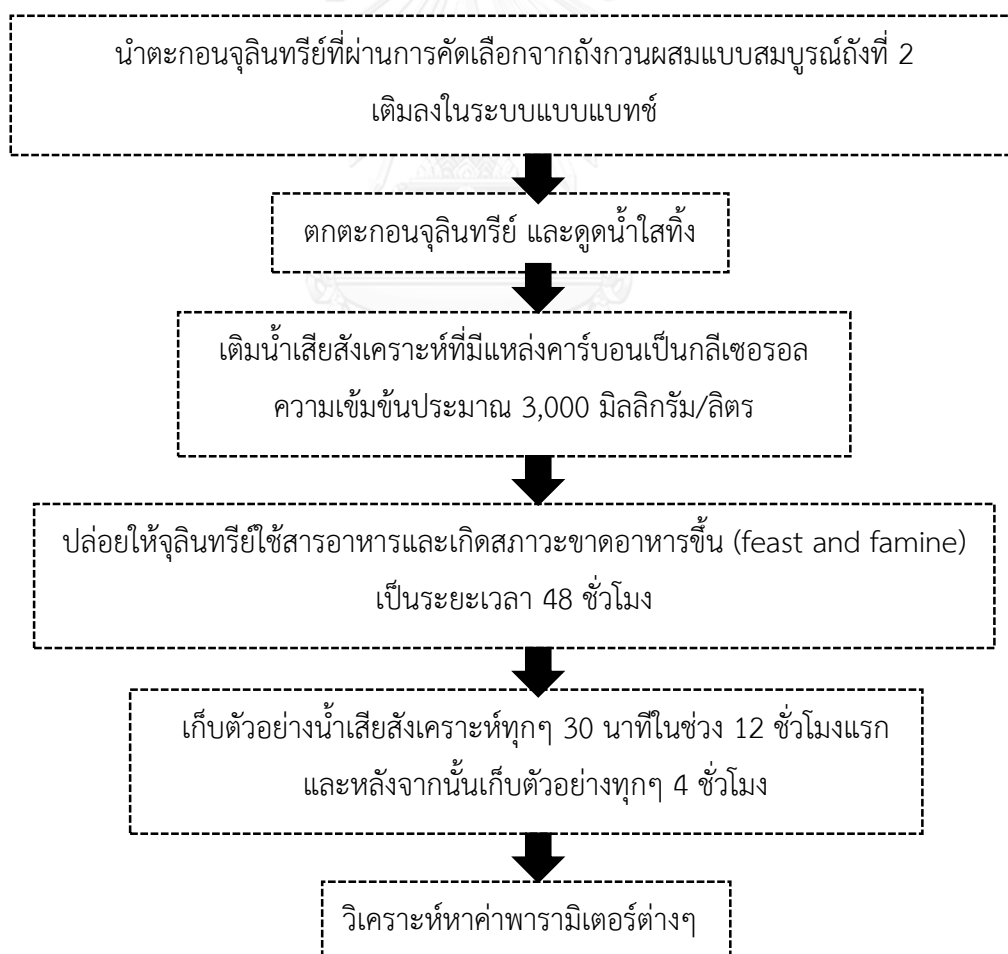 นำตะกอนจุลินทรีย์ที่ผ่านการคัดเลือกจากถังกวนผสมแบบสมบูรณ์ถังที่ 2
เติมลงในระบบแบบแบทช์
ตกตะกอนจุลินทรีย์ และดูดน้ำใสทิ้ง
เติมน้ำเสียสังเคราะห์ที่มีแหล่งคาร์บอนเป็นกลีเซอรอล
ความเข้มข้นประมาณ 3,000 มิลลิกรัม/ลิตร
ปล่อยให้จุลินทรีย์ใช้สารอาหารและเกิดสภาวะขาดอาหารขึ้น (feast and famine)
เป็นระยะเวลา 48 ชั่วโมง
เก็บตัวอย่างน้ำเสียสังเคราะห์ทุกๆ 30 นาทีในช่วง 12 ชั่วโมงแรก
และหลังจากนั้นเก็บตัวอย่างทุกๆ 4 ชั่วโมง
วิเคราะห์หาค่าพารามิเตอร์ต่างๆ